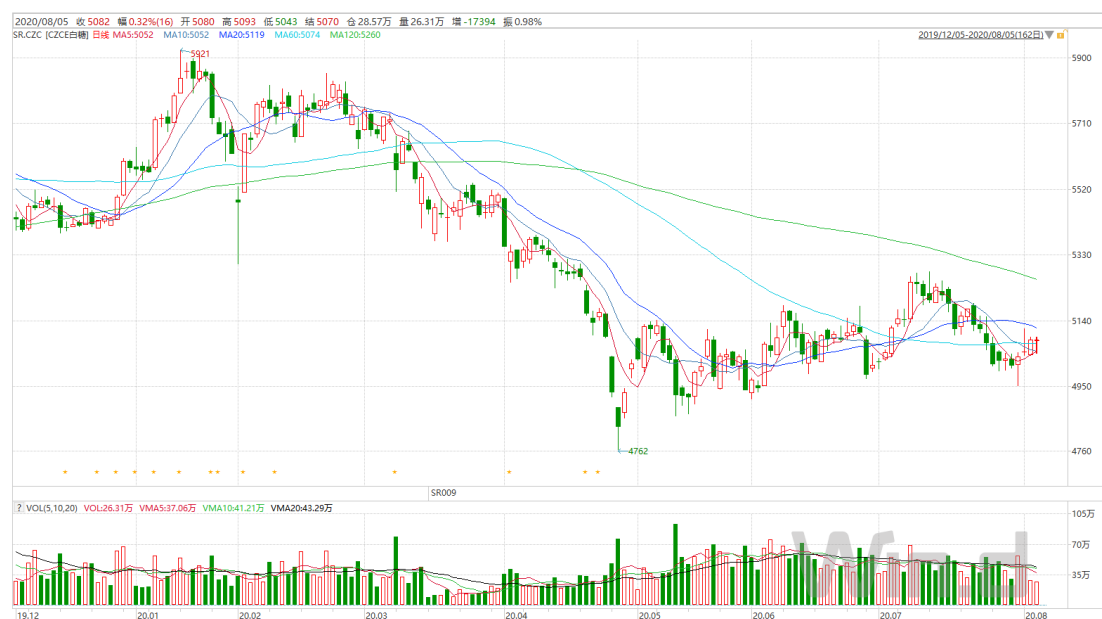 2020/08/05 收 5082 幅 0.32%(16) 开 5080 高 5093 低 5043 结 5070 仓 28.57万 量 26.31万 增 -17394 振 0.98%
SR.CZC [CZCE白糖] 日线 MA5:5052 MA10:5052 MA20:5119 MA60:5074 MA120:5260 2019/12/05-2020/08/05(162日)
5921
5900
5710
5520
5330
5140
4950
4762
4760
SR009
? VOL(5,10,20) VOL:26.31万 VMA5:37.06万 VMA10:41.21万 VMA20:43.29万
105万
70万
35万
Wind
19.12 20.01 20.02 20.03 20.04 20.05 20.06 20.07 20.08